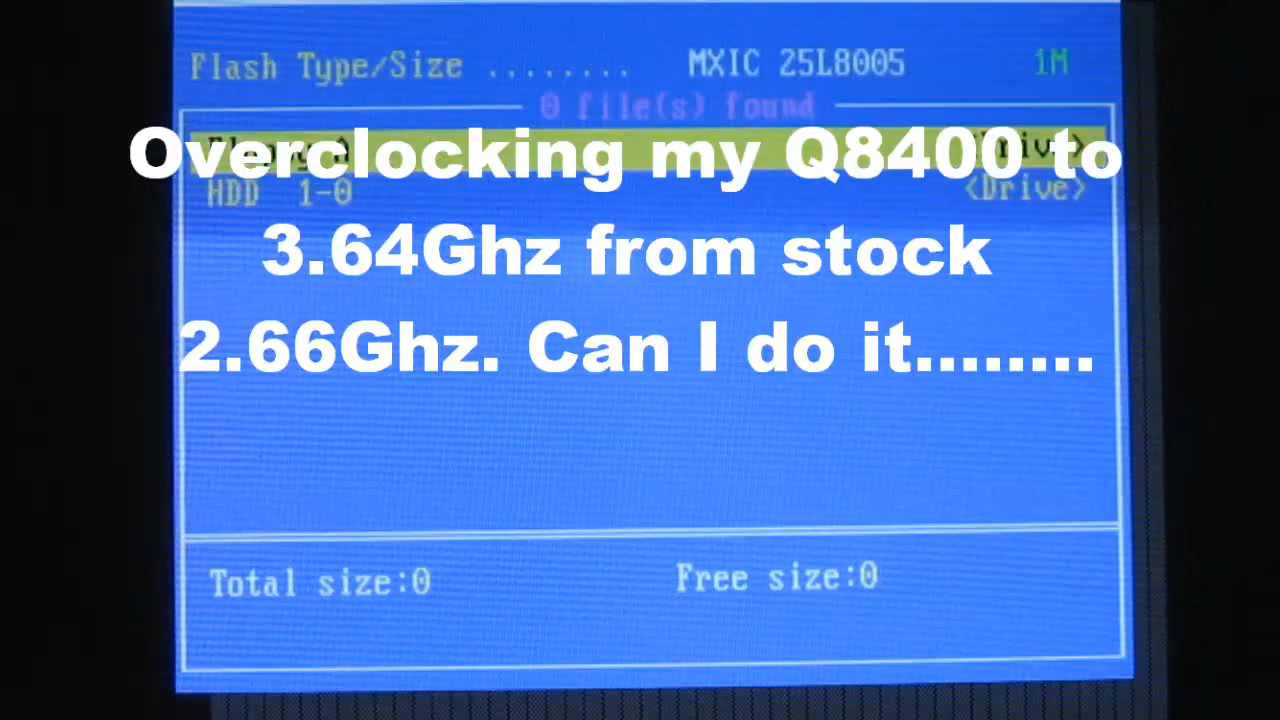 Flash Type/Size ........ MXIC 25L8005 1M
0 file(s) found
Overclocking my Q8400 to
HDD 1-0 <Drive>
3.64Ghz from stock
2.66Ghz. Can I do it........
Total size:0 Free size:0